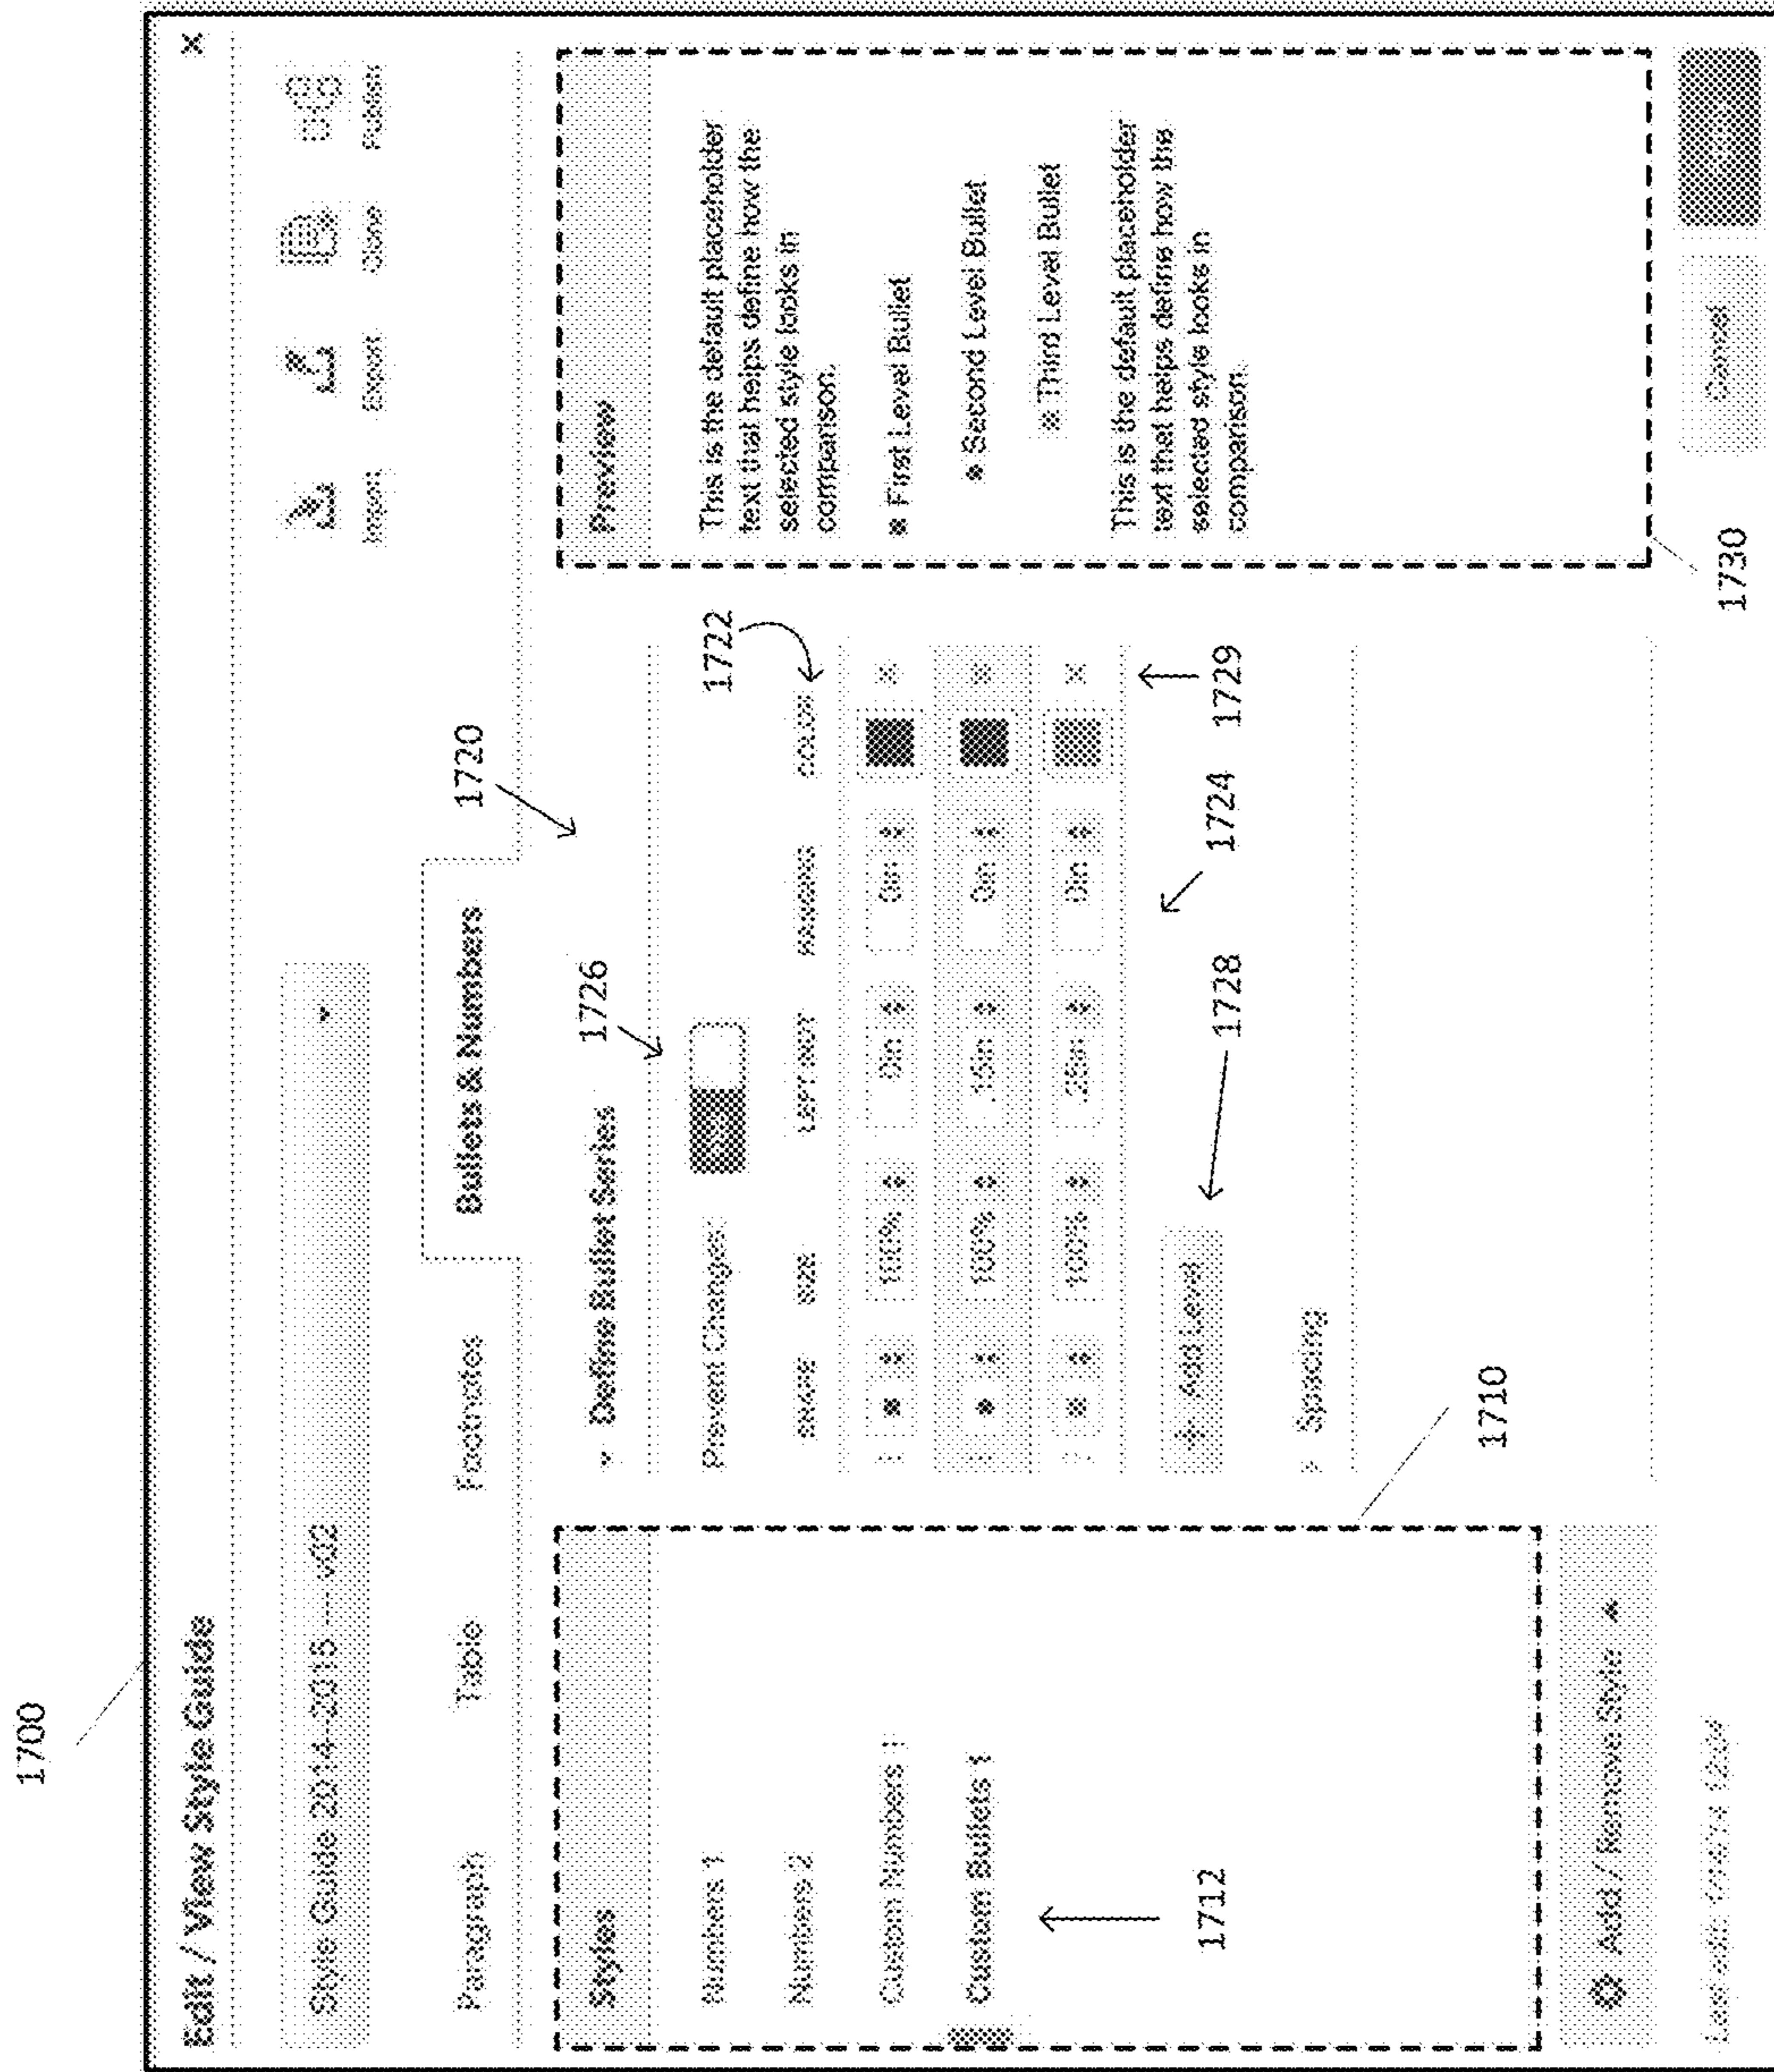 1700
Edit / View Style Guide
×
Style Guide 2014-2015 — v02
Import Export Clone Publish
Paragraph Table Footnotes Bullets & Numbers
1720
Styles
Numbers 1
Numbers 2
Custom Numbers 1
Custom Bullets 1
1712
1710
Add / Remove Style
Last edit:
Define Bullet Series
1726
Prevent Changes:
1722
SHAPE SIZE LEFT IND HANGING COLOR
100% 0in 0in ×
100% .15in 0in ×
100% .25in 0in ×
Add Level
1728 1724 1729
Spacing
Preview
This is the default placeholder
text that helps define how the
selected style looks in
comparison.
First Level Bullet
Second Level Bullet
Third Level Bullet
This is the default placeholder
text that helps define how the
selected style looks in
comparison.
1730
Cancel